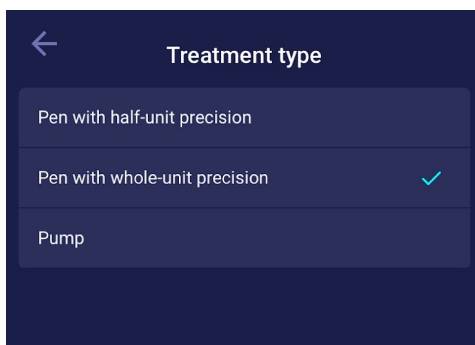 Treatment type
Pen with half-unit precision
Pen with whole-unit precision
Pump